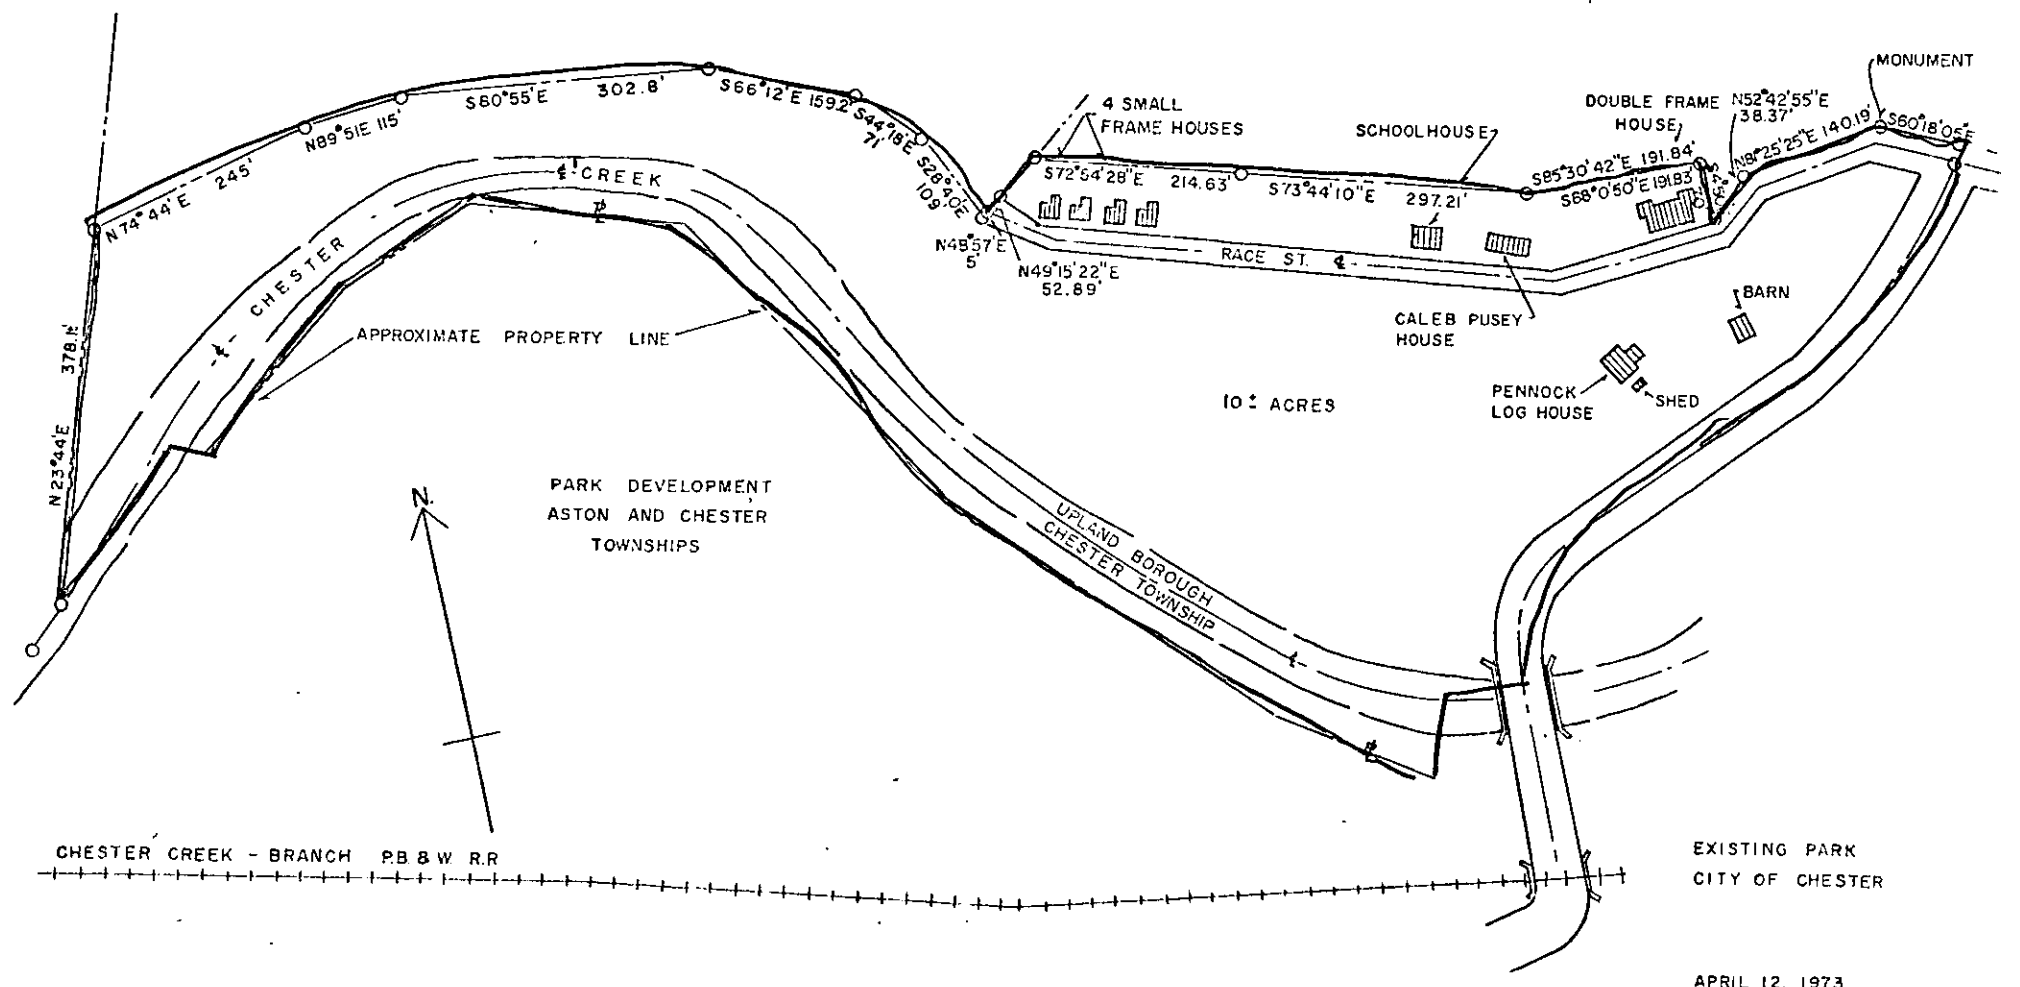 MONUMENT
S80°55'E 302.8'
S66°12'E 159.2'
N89°51'E 115'
245'
N74°44'E
S44°18'E
71'
S28°40'E
109
4 SMALL
FRAME HOUSES
SCHOOLHOUSE
DOUBLE FRAME
HOUSE
N52°42'55"E
38.37'
N81°25'25"E 140.19'
S60°18'05"E
S72°54'28"E 214.63'
S73°44'10"E 297.21'
S85°30'42"E 191.84'
S68°0'50"E 191.83'
N48°57'E
5'
N49°15'22"E
52.89'
RACE ST.
CHESTER CREEK
378.1'
N23°44'E
APPROXIMATE PROPERTY LINE
CALEB PUSEY
HOUSE
BARN
PENNOCK
LOG HOUSE
SHED
10± ACRES
N.
PARK DEVELOPMENT
ASTON AND CHESTER
TOWNSHIPS
UPLAND BOROUGH
CHESTER TOWNSHIP
CHESTER CREEK - BRANCH P.B. & W. R.R
EXISTING PARK
CITY OF CHESTER
APRIL 12, 1973